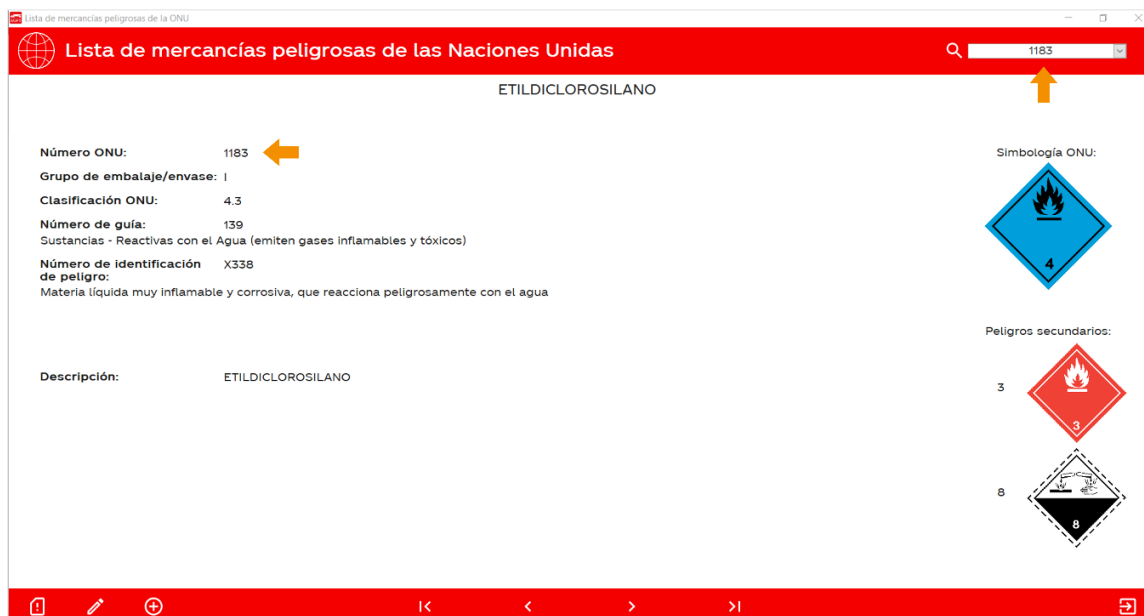 Lista de mercancías peligrosas de la ONU
Lista de mercancías peligrosas de las Naciones Unidas
1183
ETILDICLOROSILANO
Número ONU: 1183
Simbología ONU:
Grupo de embalaje/envase: I
Clasificación ONU: 4.3
Número de guía: 139
Sustancias - Reactivas con el Agua (emiten gases inflamables y tóxicos)
4
Número de identificación de peligro: X338
Materia líquida muy inflamable y corrosiva, que reacciona peligrosamente con el agua
Peligros secundarios:
Descripción: ETILDICLOROSILANO
3
3
8
8